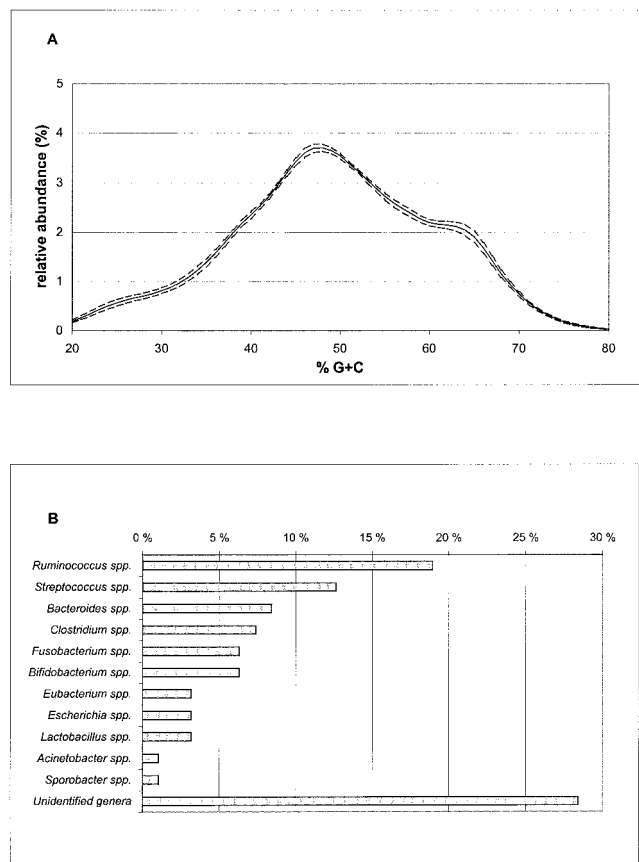 A
relative abundance (%)
5
4
3
2
1
0
20 30 40 50 60 70 80
% G+C
B
0 % 5 % 10 % 15 % 20 % 25 % 30 %
Ruminococcus spp.
Streptococcus spp.
Bacteroides spp.
Clostridium spp.
Fusobacterium spp.
Bifidobacterium spp.
Eubacterium spp.
Escherichia spp.
Lactobacillus spp.
Acinetobacter spp.
Sporobacter spp.
Unidentified genera